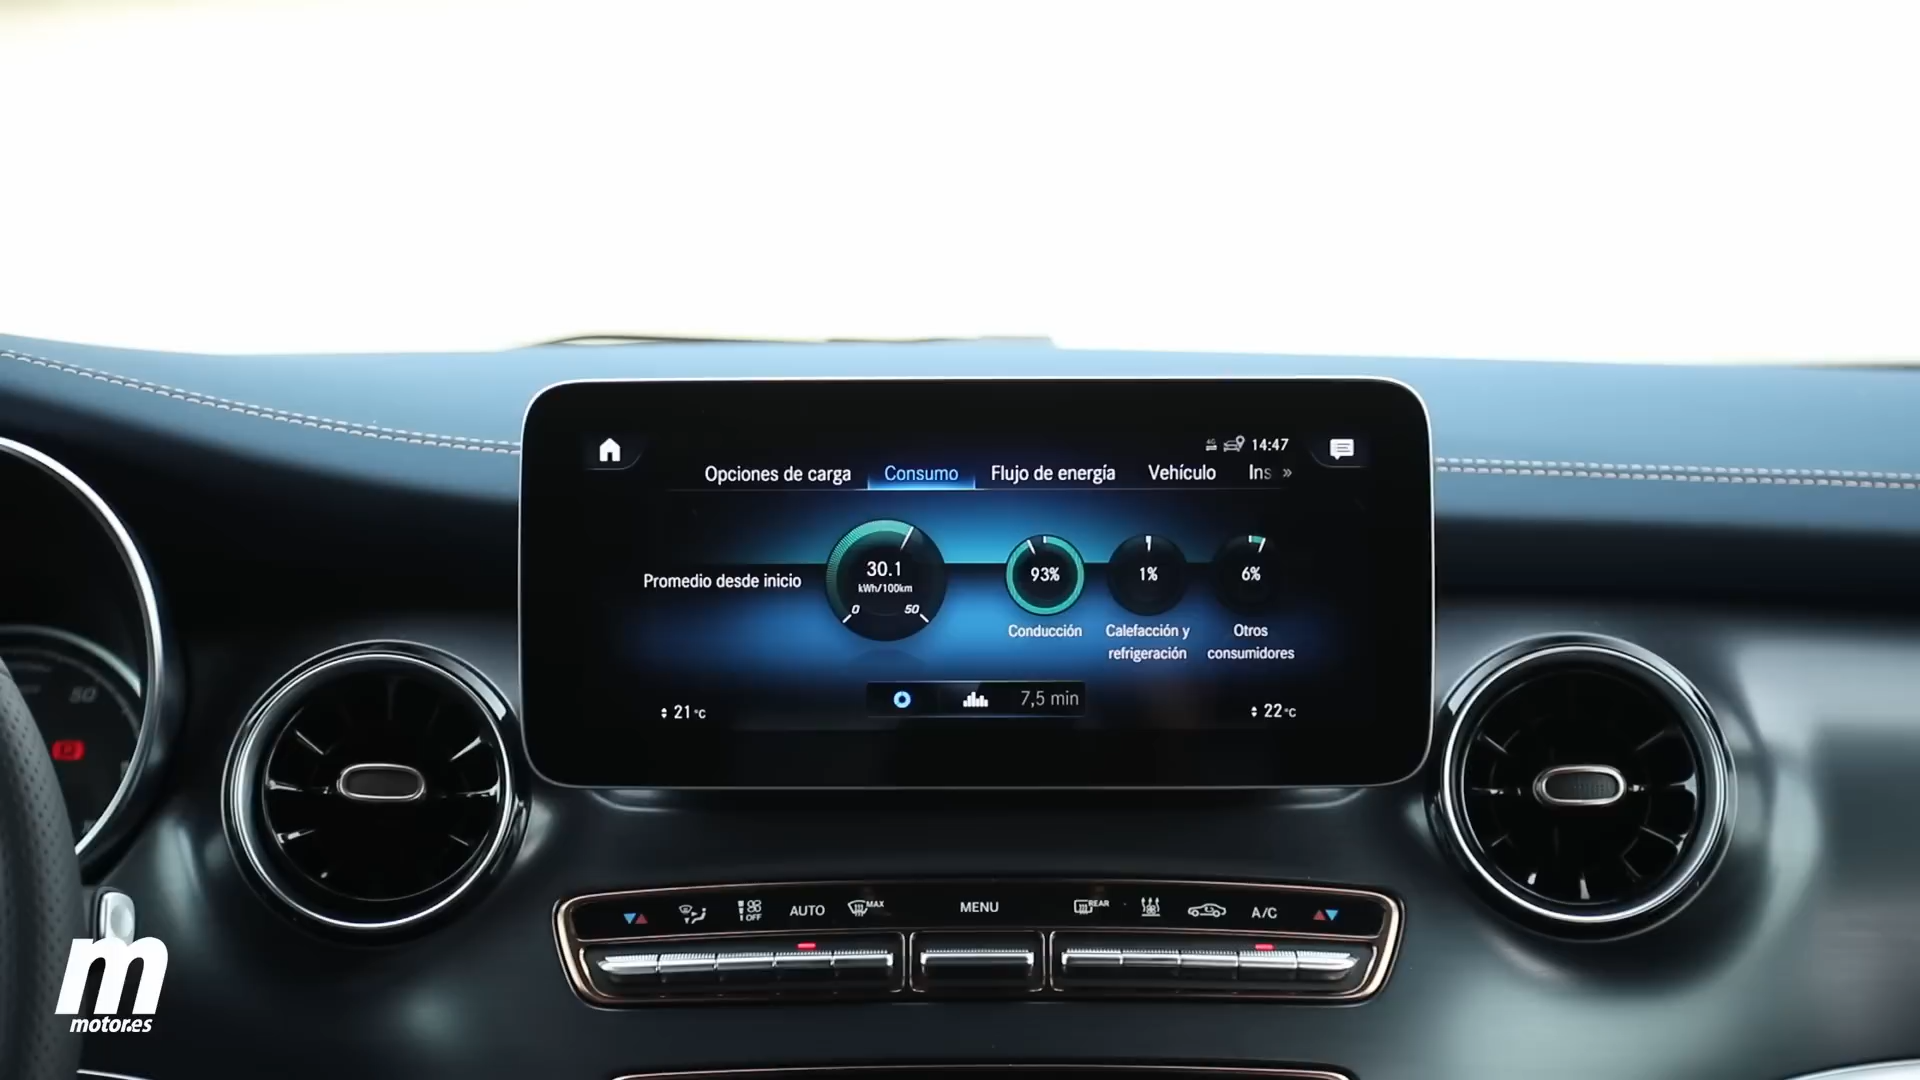 14:47
Opciones de carga Consumo Flujo de energía Vehículo Ins »
Promedio desde inicio
30.1
kWh/100km
0 50
93%
1%
6%
Conducción
Calefacción y
refrigeración
Otros
consumidores
7,5 min
21°C
22°C
50
OFF
AUTO
MAX
MENU
REAR
A/C
m
motor.es